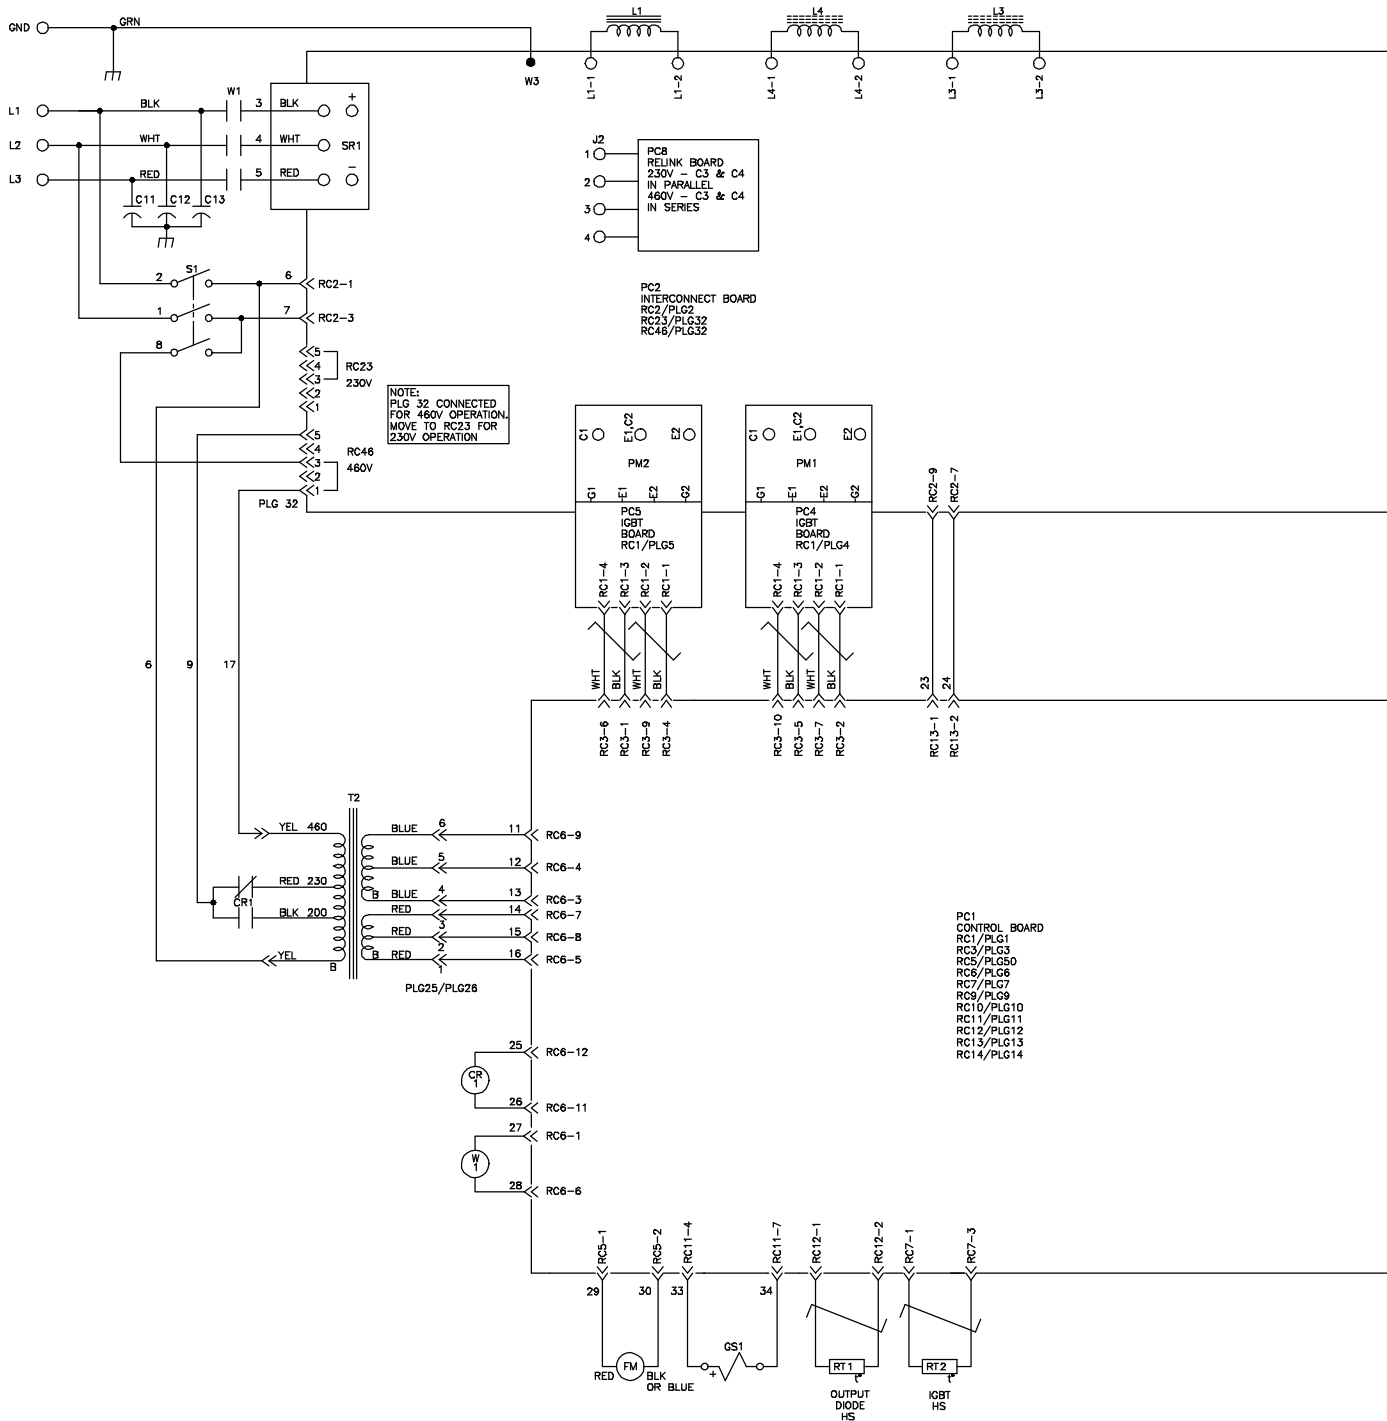 GND
GRN
L1
L4
L3
W3
L1-1
L1-2
L4-1
L4-2
L3-1
L3-2
L1
BLK
W1
3
BLK
+
L2
WHT
4
WHT
SR1
L3
RED
5
RED
−
C11
C12
C13
J2
1
2
3
4
PC8
RELINK BOARD
230V - C3 & C4
IN PARALLEL
460V - C3 & C4
IN SERIES
PC2
INTERCONNECT BOARD
RC2/PLG2
RC23/PLG32
RC46/PLG32
S1
2
6
RC2-1
1
7
RC2-3
8
5
4
3
2
1
RC23
230V
5
4
3
2
1
RC46
460V
PLG 32
NOTE:
PLG 32 CONNECTED
FOR 460V OPERATION.
MOVE TO RC23 FOR
230V OPERATION
C1
E1,C2
E2
PM2
G1
E1
E2
G2
PC5
IGBT
BOARD
RC1/PLG5
RC1-4
RC1-3
RC1-2
RC1-1
WHT
BLK
WHT
BLK
RC3-6
RC3-1
RC3-9
RC3-4
C1
E1,C2
E2
PM1
G1
E1
E2
G2
PC4
IGBT
BOARD
RC1/PLG4
RC1-4
RC1-3
RC1-2
RC1-1
WHT
BLK
WHT
BLK
RC3-10
RC3-5
RC3-7
RC3-2
RC2-9
RC2-7
23
24
RC13-1
RC13-2
6
9
17
T2
YEL 460
RED 230
CR1
BLK 200
YEL
B
BLUE
6
11
RC6-9
BLUE
5
12
RC6-4
B
BLUE
4
13
RC6-3
RED
14
RC6-7
RED
3
15
RC6-8
B
RED
2
16
RC6-5
1
PLG25/PLG26
PC1
CONTROL BOARD
RC1/PLG1
RC3/PLG3
RC5/PLG50
RC6/PLG6
RC7/PLG7
RC9/PLG9
RC10/PLG10
RC11/PLG11
RC12/PLG12
RC13/PLG13
RC14/PLG14
25
RC6-12
CR
1
26
RC6-11
27
RC6-1
W
1
28
RC6-6
RC5-1
RC5-2
RC11-4
RC11-7
RC12-1
RC12-2
RC7-1
RC7-3
29
30
33
34
RED
FM
BLK
OR BLUE
GS1
+
RT1
t°
OUTPUT
DIODE
HS
RT2
t°
IGBT
HS